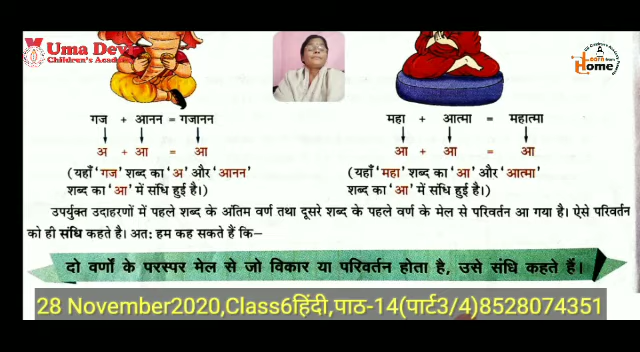 Uma Devi
Children's Academy
Learn from
Home
गज + आनन = गजानन
महा + आत्मा = महात्मा
अ + आ = आ
आ + आ = आ
(यहाँ 'गज' शब्द का 'अ' और 'आनन'
शब्द का 'आ' में संधि हुई है।)
(यहाँ 'महा' शब्द का 'आ' और 'आत्मा'
शब्द का 'आ' में संधि हुई है।)
उपर्युक्त उदाहरणों में पहले शब्द के अंतिम वर्ण तथा दूसरे शब्द के पहले वर्ण के मेल से परिवर्तन आ गया है। ऐसे परिवर्तन
को ही संधि कहते है। अत: हम कह सकते हैं कि—
दो वर्णों के परस्पर मेल से जो विकार या परिवर्तन होता है, उसे संधि कहते हैं।
28 November2020,Class6हिंदी,पाठ-14(पार्ट3/4)8528074351